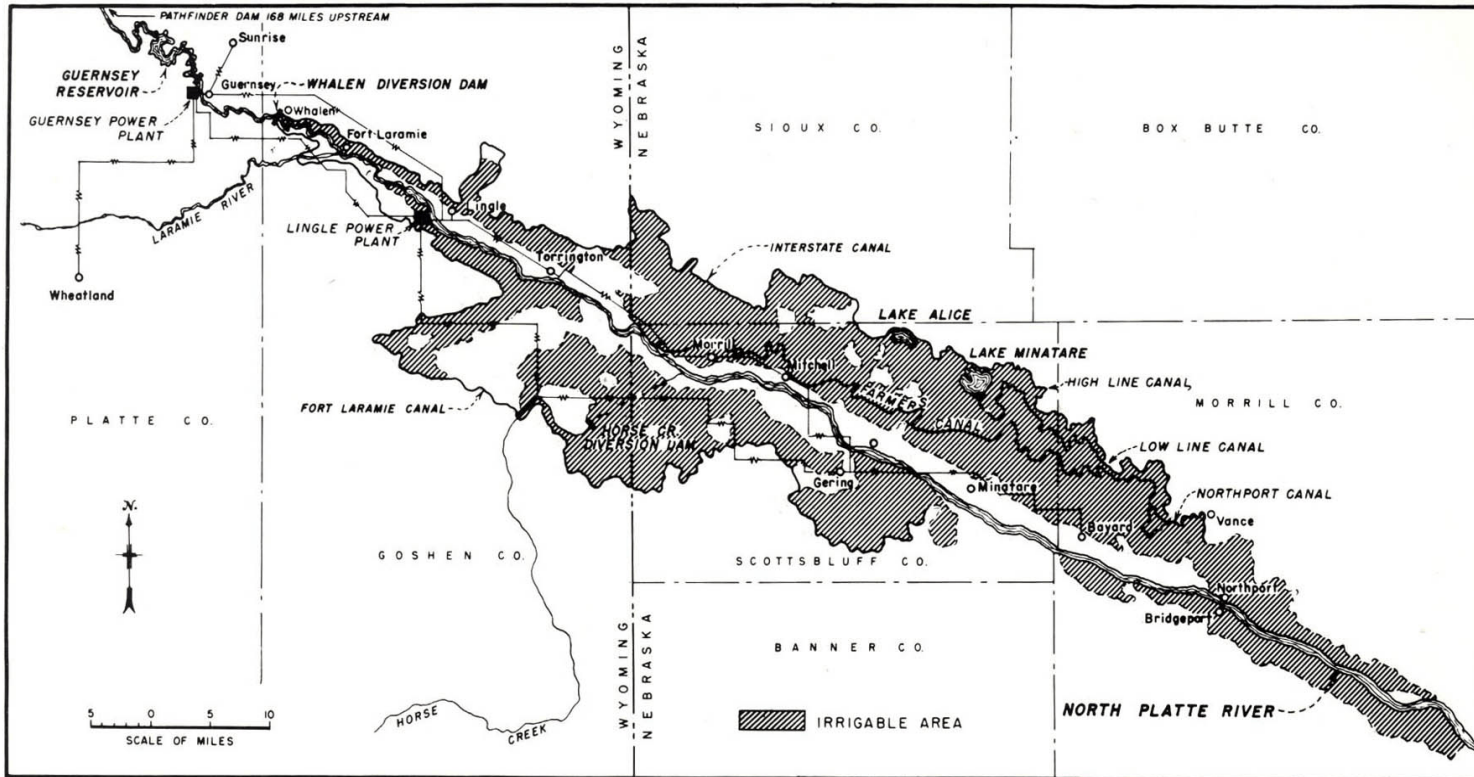 PATHFINDER DAM 168 MILES UPSTREAM
Sunrise
GUERNSEY
RESERVOIR
Guernsey
WHALEN DIVERSION DAM
Whalen
GUERNSEY POWER
PLANT
Fort Laramie
LARAMIE RIVER
Lingle
LINGLE POWER
PLANT
Wheatland
Torrington
WYOMING
NEBRASKA
SIOUX CO.
BOX BUTTE CO.
INTERSTATE CANAL
LAKE ALICE
LAKE MINATARE
Morrill
Mitchell
HIGH LINE CANAL
FARMERS
CANAL
MORRILL CO.
FORT LARAMIE CANAL
PLATTE CO.
HORSE CR.
DIVERSION DAM
LOW LINE CANAL
Gering
Minatare
NORTHPORT CANAL
Vance
Bayard
N.
GOSHEN CO.
SCOTTSBLUFF CO.
Northport
Bridgeport
WYOMING
NEBRASKA
BANNER CO.
NORTH PLATTE RIVER
5 0 5 10
SCALE OF MILES
HORSE
CREEK
IRRIGABLE AREA